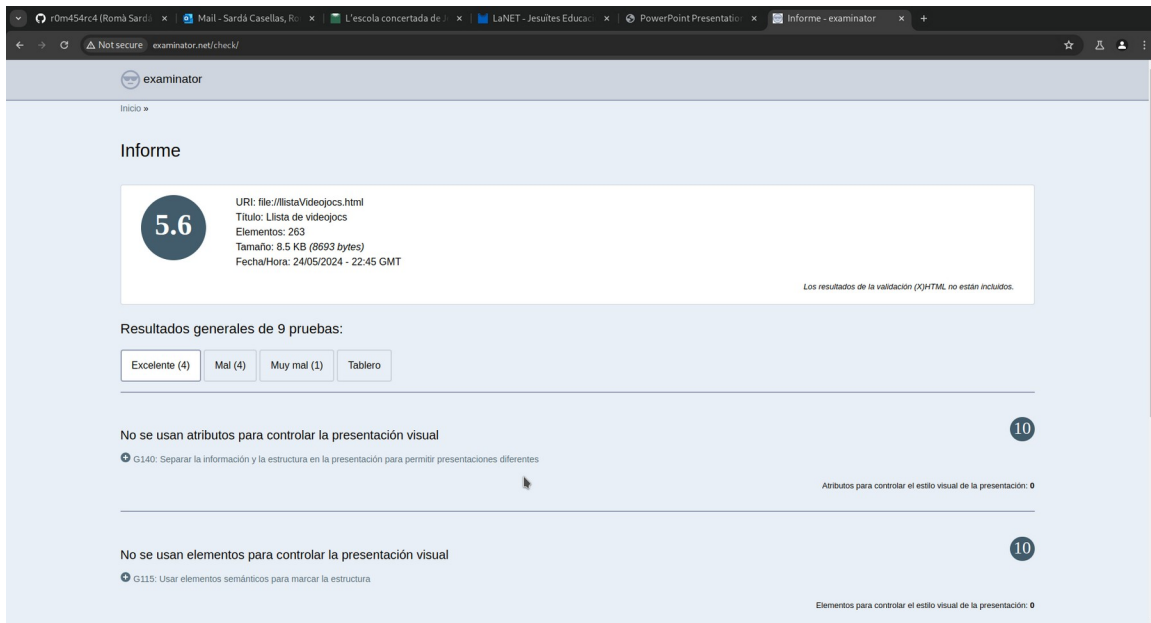 r0m454rc4 (Romà Sardá
Mail - Sardá Casellas, Ro
L'escola concertada de J
LaNET - Jesuïtes Educaci
PowerPoint Presentation
Informe - examinator
Not secure examinator.net/check/
examinator
Inicio »
Informe
5.6
URI: file://llistaVideojocs.html
Título: Llista de videojocs
Elementos: 263
Tamaño: 8.5 KB (8693 bytes)
Fecha/Hora: 24/05/2024 - 22:45 GMT
Los resultados de la validación (X)HTML no están incluidos.
Resultados generales de 9 pruebas:
Excelente (4) Mal (4) Muy mal (1) Tablero
No se usan atributos para controlar la presentación visual
10
G140: Separar la información y la estructura en la presentación para permitir presentaciones diferentes
Atributos para controlar el estilo visual de la presentación: 0
No se usan elementos para controlar la presentación visual
10
G115: Usar elementos semánticos para marcar la estructura
Elementos para controlar el estilo visual de la presentación: 0